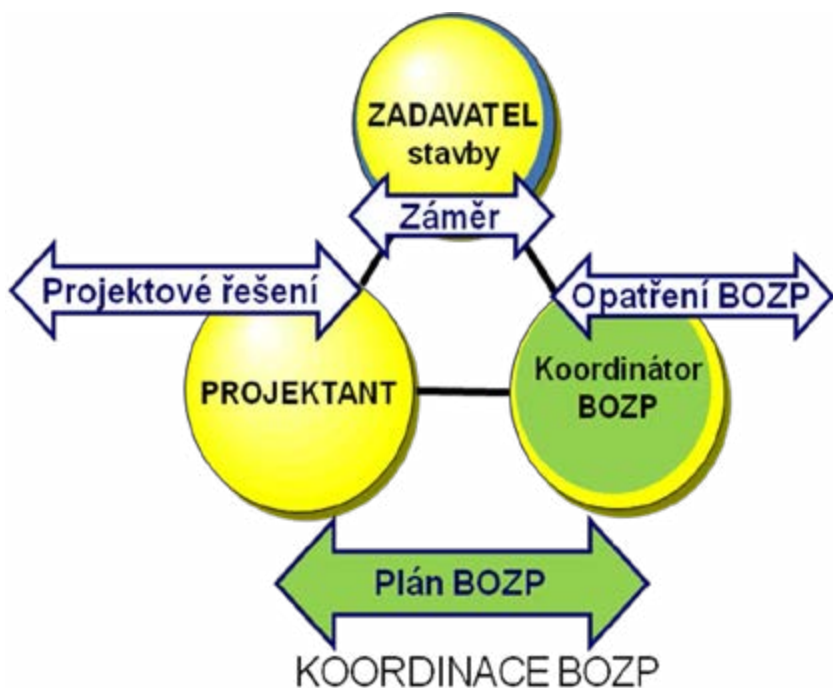 ZADAVATEL
stavby
Záměr
Projektové řešení
Opatření BOZP
PROJEKTANT
Koordinátor
BOZP
Plán BOZP
KOORDINACE BOZP